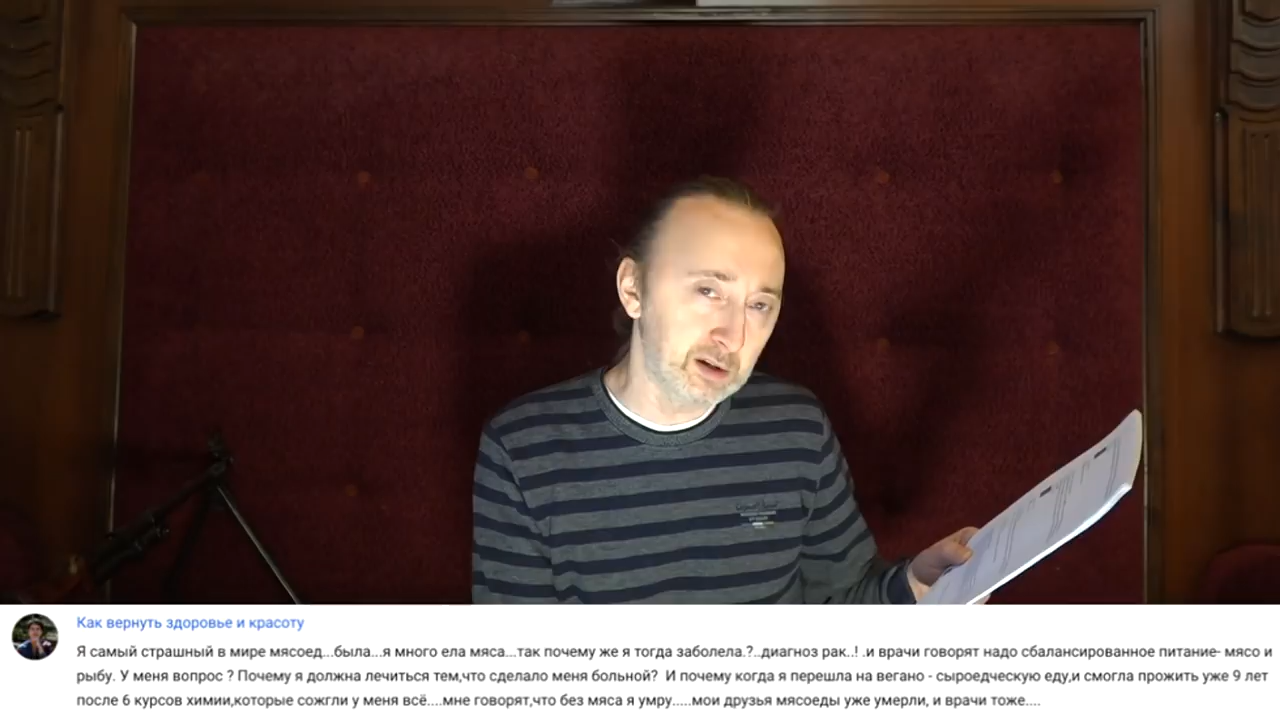 Как вернуть здоровье и красоту
Я самый страшный в мире мясоед...была...я много ела мяса...так почему же я тогда заболела.?..диагноз рак..! .и врачи говорят надо сбалансированное питание- мясо и
рыбу. У меня вопрос ? Почему я должна лечиться тем,что сделало меня больной? И почему когда я перешла на вегано - сыроедческую еду,и смогла прожить уже 9 лет
после 6 курсов химии,которые сожгли у меня всё....мне говорят,что без мяса я умру.....мои друзья мясоеды уже умерли, и врачи тоже....